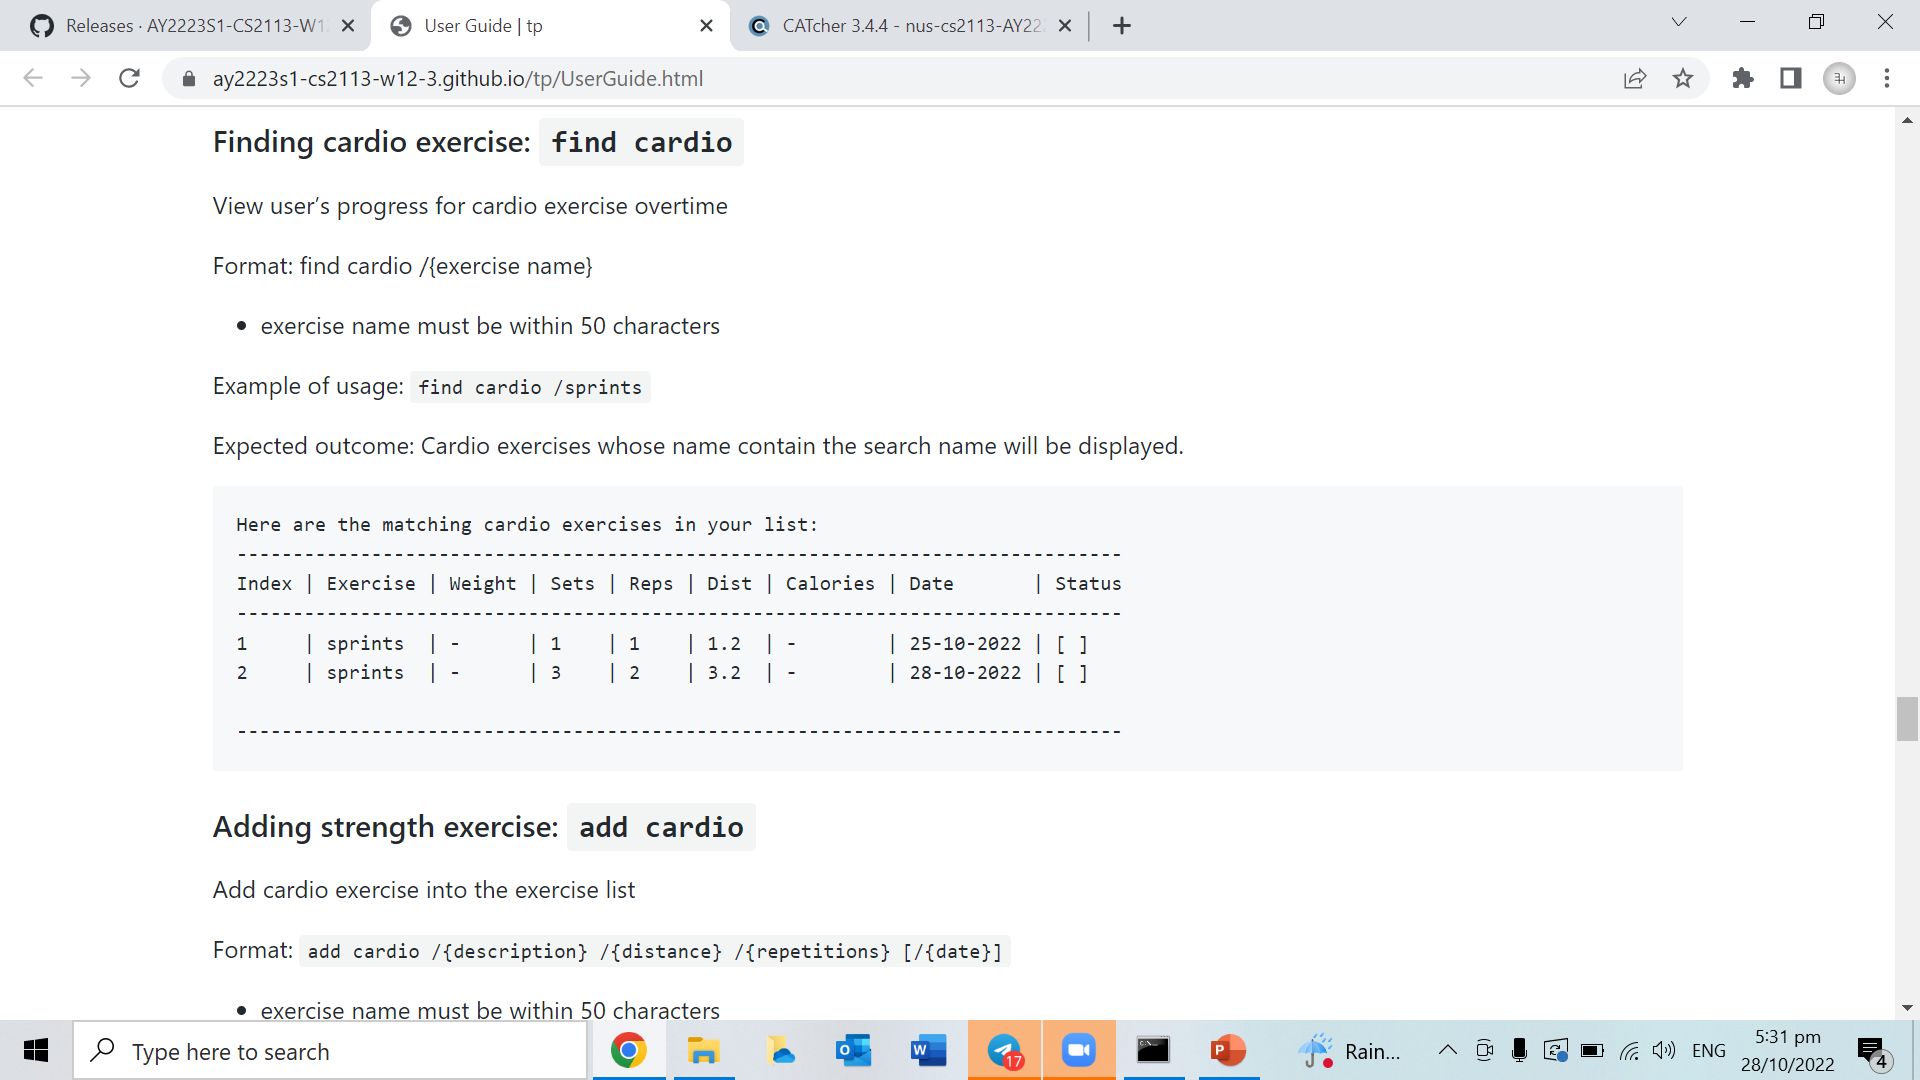 Releases · AY2223S1-CS2113-W1
User Guide | tp
CATcher 3.4.4 - nus-cs2113-AY222
ay2223s1-cs2113-w12-3.github.io/tp/UserGuide.html
Finding cardio exercise: find cardio
View user’s progress for cardio exercise overtime
Format: find cardio /{exercise name}
• exercise name must be within 50 characters
Example of usage: find cardio /sprints
Expected outcome: Cardio exercises whose name contain the search name will be displayed.
Here are the matching cardio exercises in your list:
-------------------------------------------------------------------------------
Index | Exercise | Weight | Sets | Reps | Dist | Calories | Date       | Status
-------------------------------------------------------------------------------
1     | sprints  | -      | 1    | 1    | 1.2  | -        | 25-10-2022 | [ ]
2     | sprints  | -      | 3    | 2    | 3.2  | -        | 28-10-2022 | [ ]
-------------------------------------------------------------------------------
Adding strength exercise: add cardio
Add cardio exercise into the exercise list
Format: add cardio /{description} /{distance} /{repetitions} [/{date}]
• exercise name must be within 50 characters
Type here to search
17
Rain...
ENG
5:31 pm
28/10/2022
4